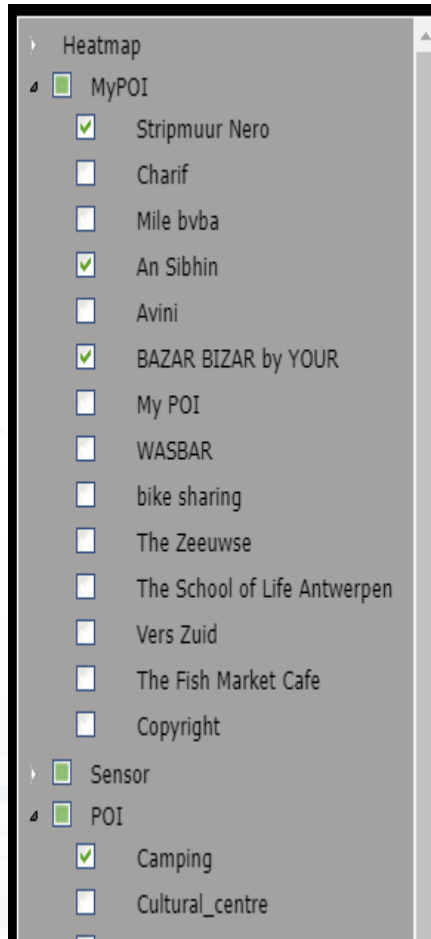 Heatmap
MyPOI
Stripmuur Nero
Charif
Mile bvba
An Sibhin
Avini
BAZAR BIZAR by YOUR
My POI
WASBAR
bike sharing
The Zeeuwse
The School of Life Antwerpen
Vers Zuid
The Fish Market Cafe
Copyright
Sensor
POI
Camping
Cultural_centre